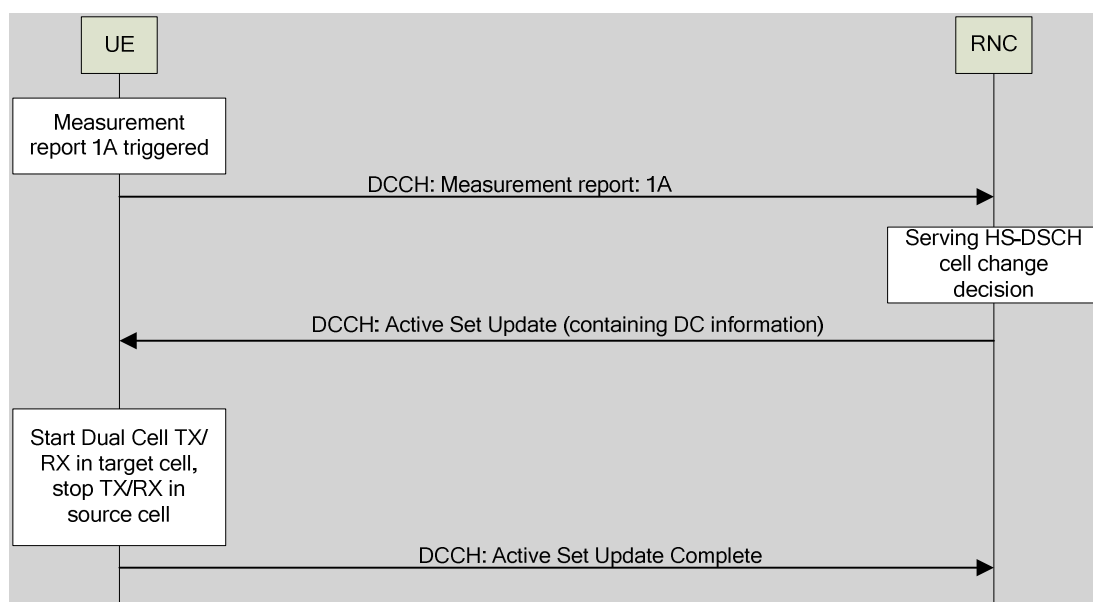 UE
RNC
Measurement
report 1A triggered
DCCH: Measurement report: 1A
Serving HS-DSCH
cell change
decision
DCCH: Active Set Update (containing DC information)
Start Dual Cell TX/
RX in target cell,
stop TX/RX in
source cell
DCCH: Active Set Update Complete